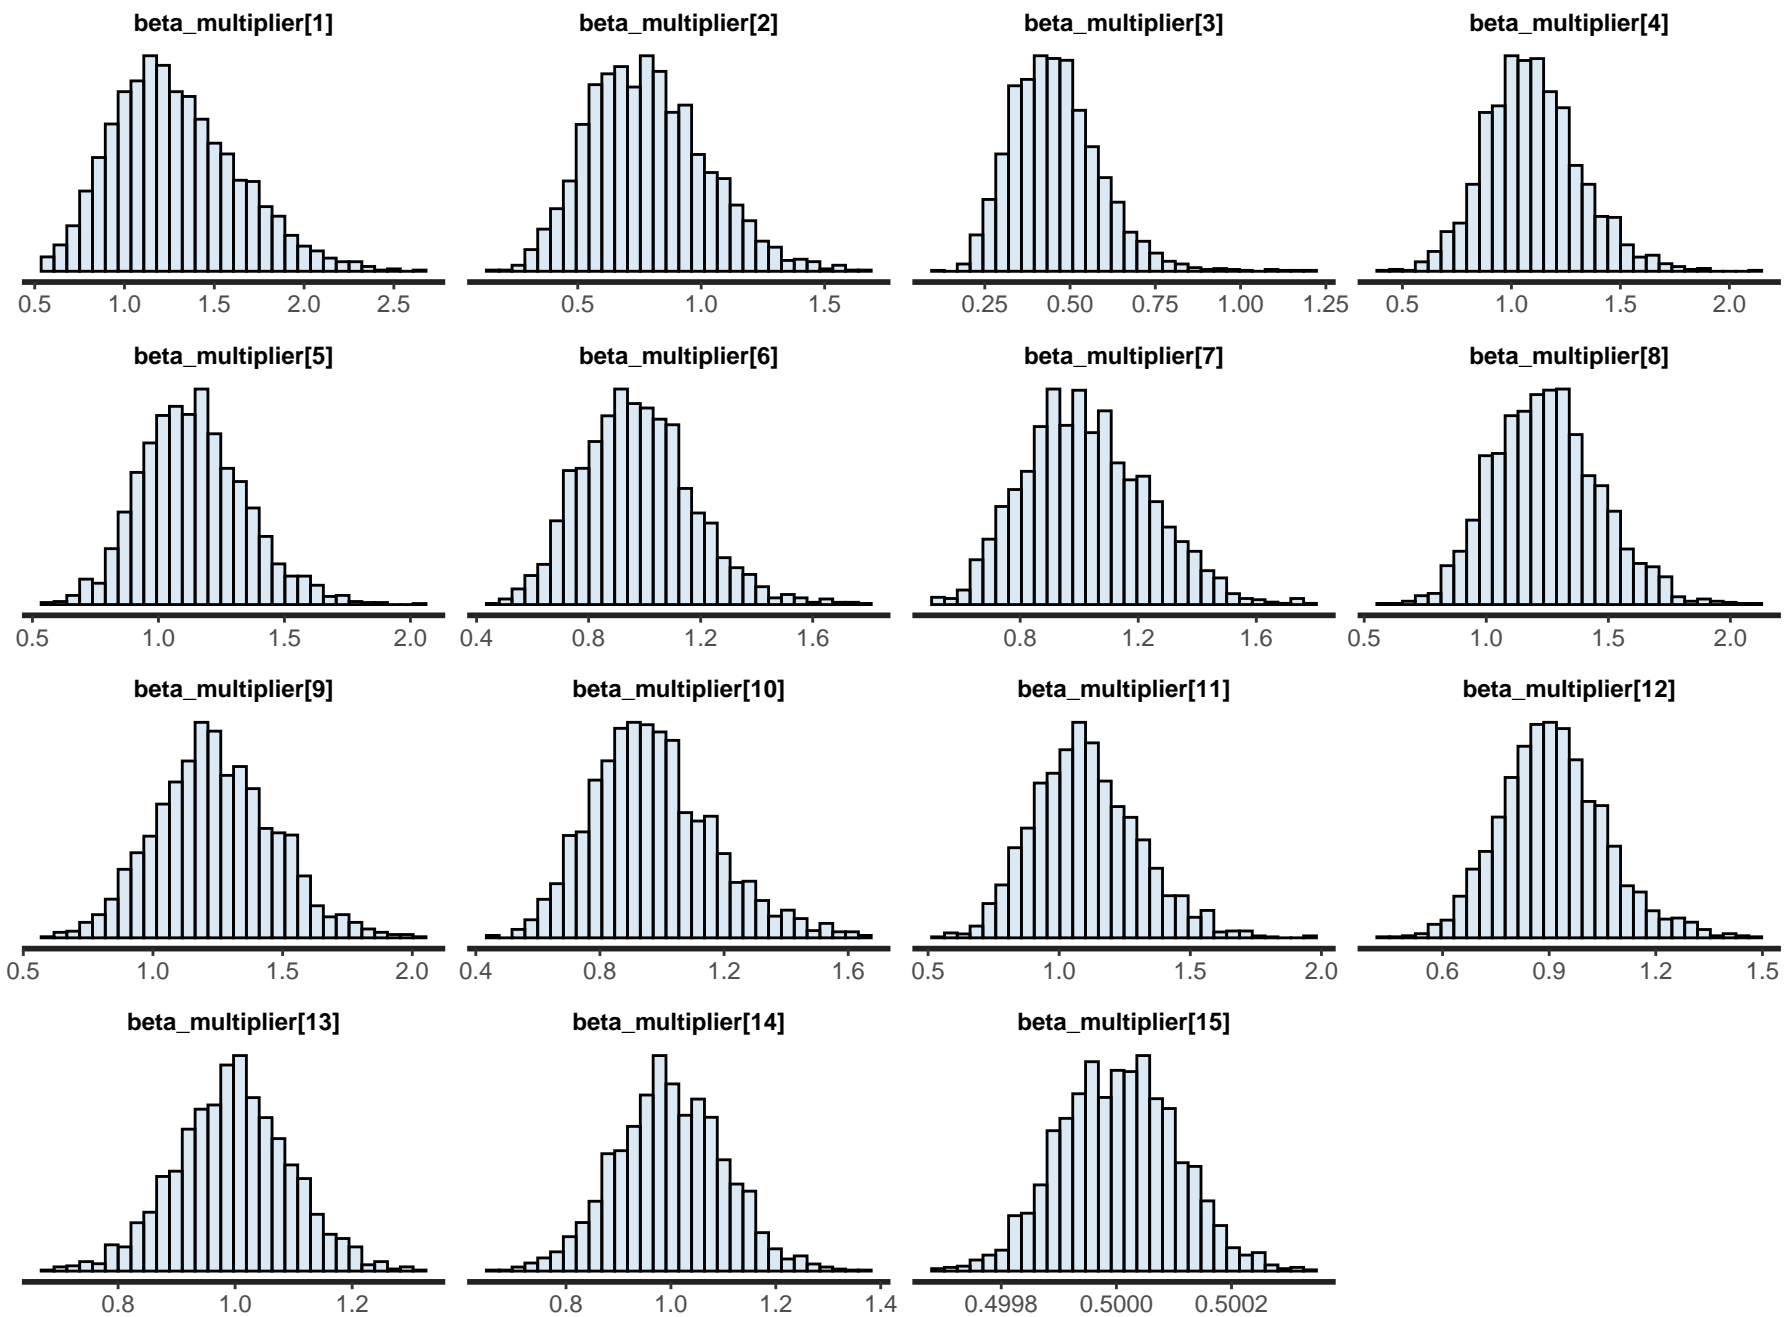 beta_multiplier[1] beta_multiplier[2] beta_multiplier[3] beta_multiplier[4]
0.5 1.0 1.5 2.0 2.5 0.5 1.0 1.5 0.25 0.50 0.75 1.00 1.25 0.5 1.0 1.5 2.0
beta_multiplier[5] beta_multiplier[6] beta_multiplier[7] beta_multiplier[8]
0.5 1.0 1.5 2.0 0.4 0.8 1.2 1.6 0.8 1.2 1.6 0.5 1.0 1.5 2.0
beta_multiplier[9] beta_multiplier[10] beta_multiplier[11] beta_multiplier[12]
0.5 1.0 1.5 2.0 0.4 0.8 1.2 1.6 0.5 1.0 1.5 2.0 0.6 0.9 1.2 1.5
beta_multiplier[13] beta_multiplier[14] beta_multiplier[15]
0.8 1.0 1.2 0.8 1.0 1.2 1.4 0.4998 0.5000 0.5002